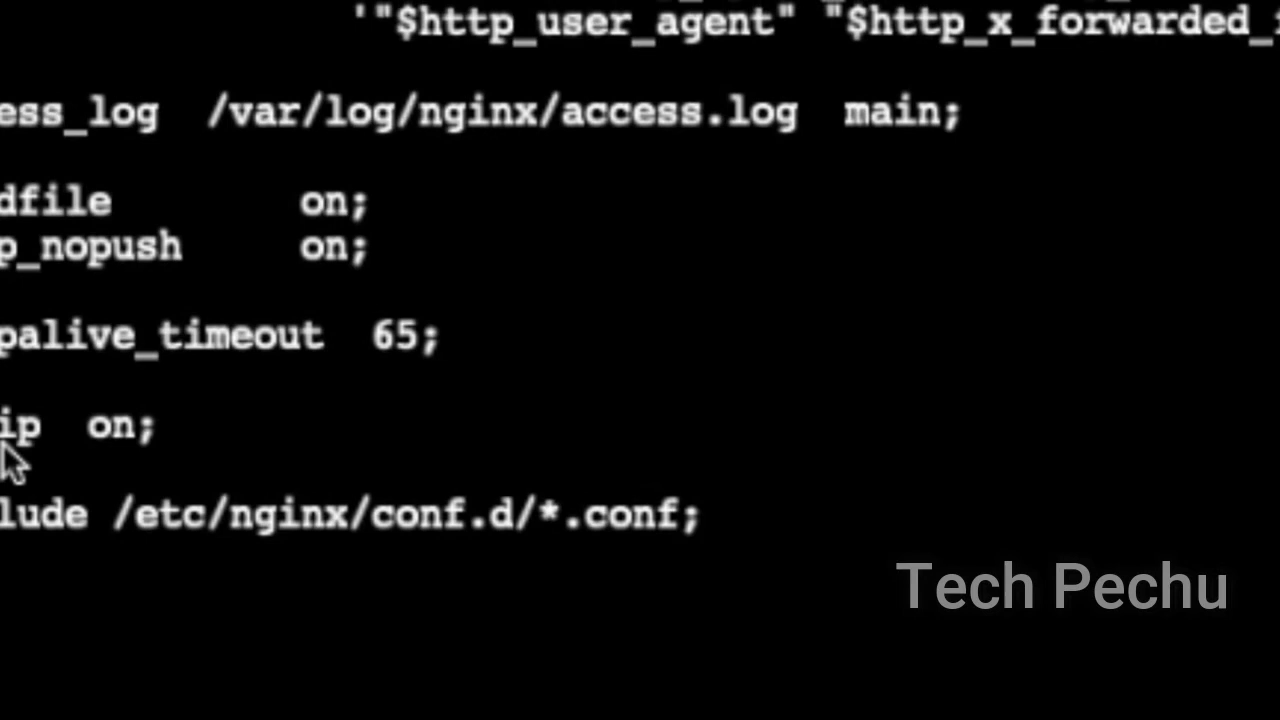 '"$http_user_agent" "$http_x_forwarded_
ess_log  /var/log/nginx/access.log  main;
dfile        on;
p_nopush     on;
palive_timeout  65;
ip  on;
lude /etc/nginx/conf.d/*.conf;
Tech Pechu